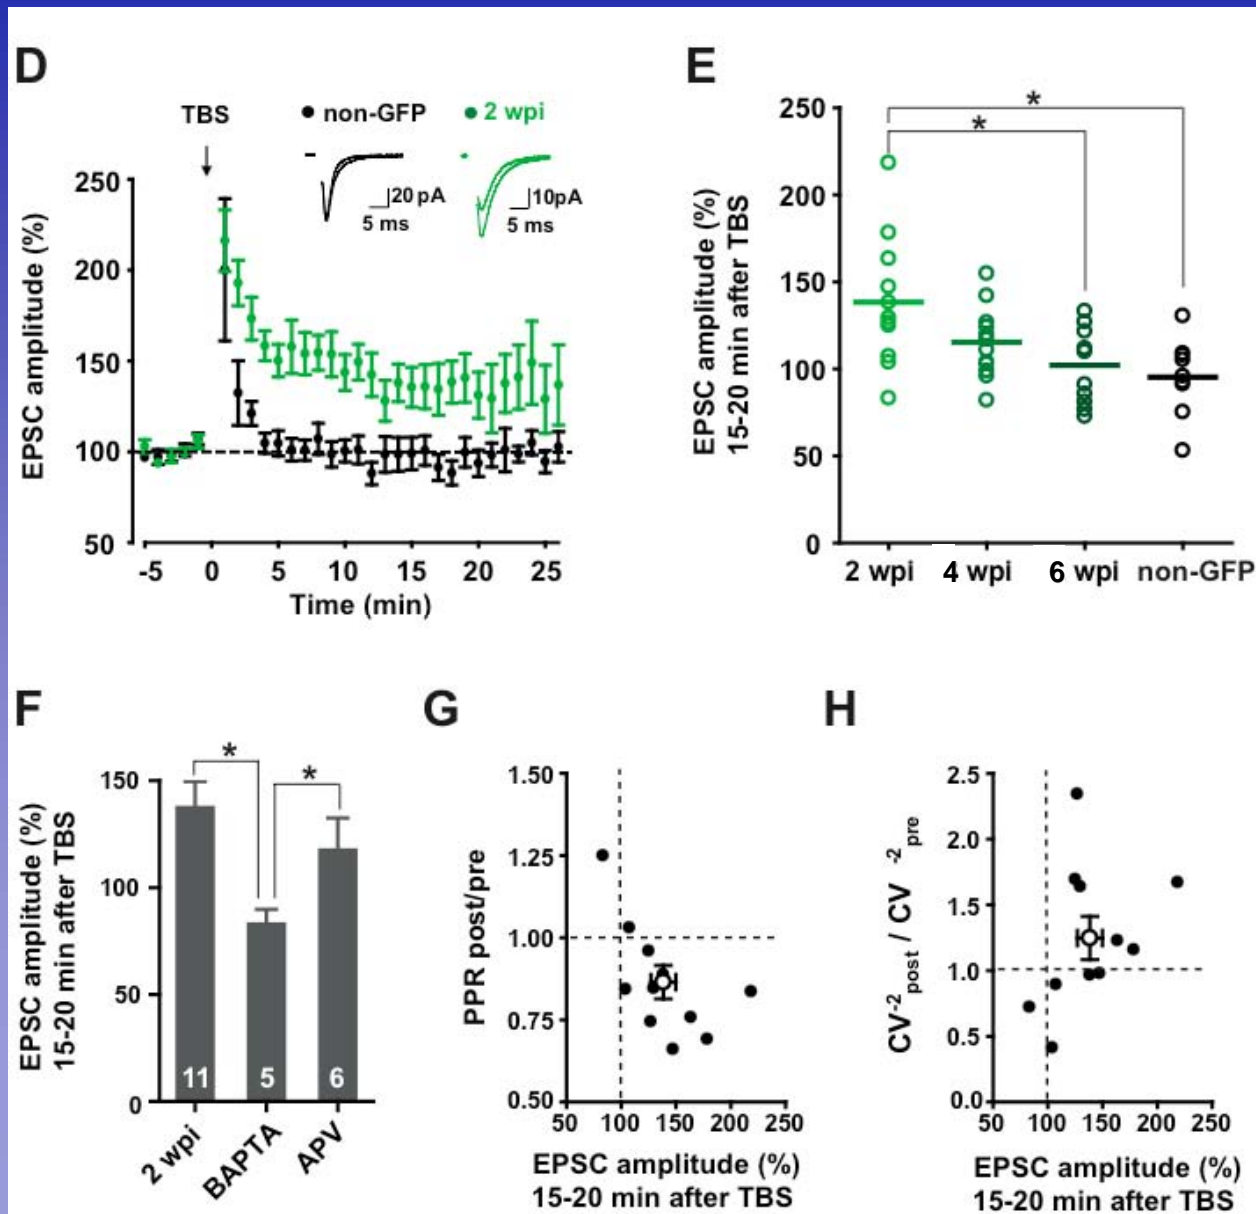 D
TBS
non-GFP
2 wpi
20 pA
5 ms
10pA
5 ms
EPSC amplitude (%)
250
200
150
100
50
-5 0 5 10 15 20 25
Time (min)
E
*
*
EPSC amplitude (%)
15-20 min after TBS
250
200
150
100
50
0
2 wpi 4 wpi 6 wpi non-GFP
F
*
*
EPSC amplitude (%)
15-20 min after TBS
150
100
50
0
11 5 6
2 wpi BAPTA APV
G
PPR post/pre
1.50
1.25
1.00
0.75
0.50
50 100 150 200 250
EPSC amplitude (%)
15-20 min after TBS
H
CV-2post / CV -2pre
2.5
2.0
1.5
1.0
0.5
0.0
50 100 150 200 250
EPSC amplitude (%)
15-20 min after TBS